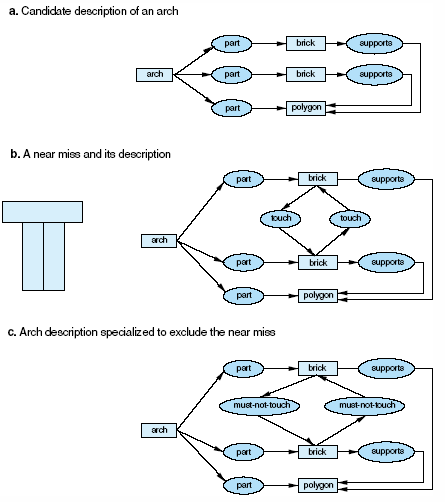 a. Candidate description of an arch
part brick supports
arch part brick supports
part polygon
b. A near miss and its description
part brick supports
touch touch
arch
part brick supports
part polygon
c. Arch description specialized to exclude the near miss
part brick supports
must-not-touch must-not-touch
arch
part brick supports
part polygon